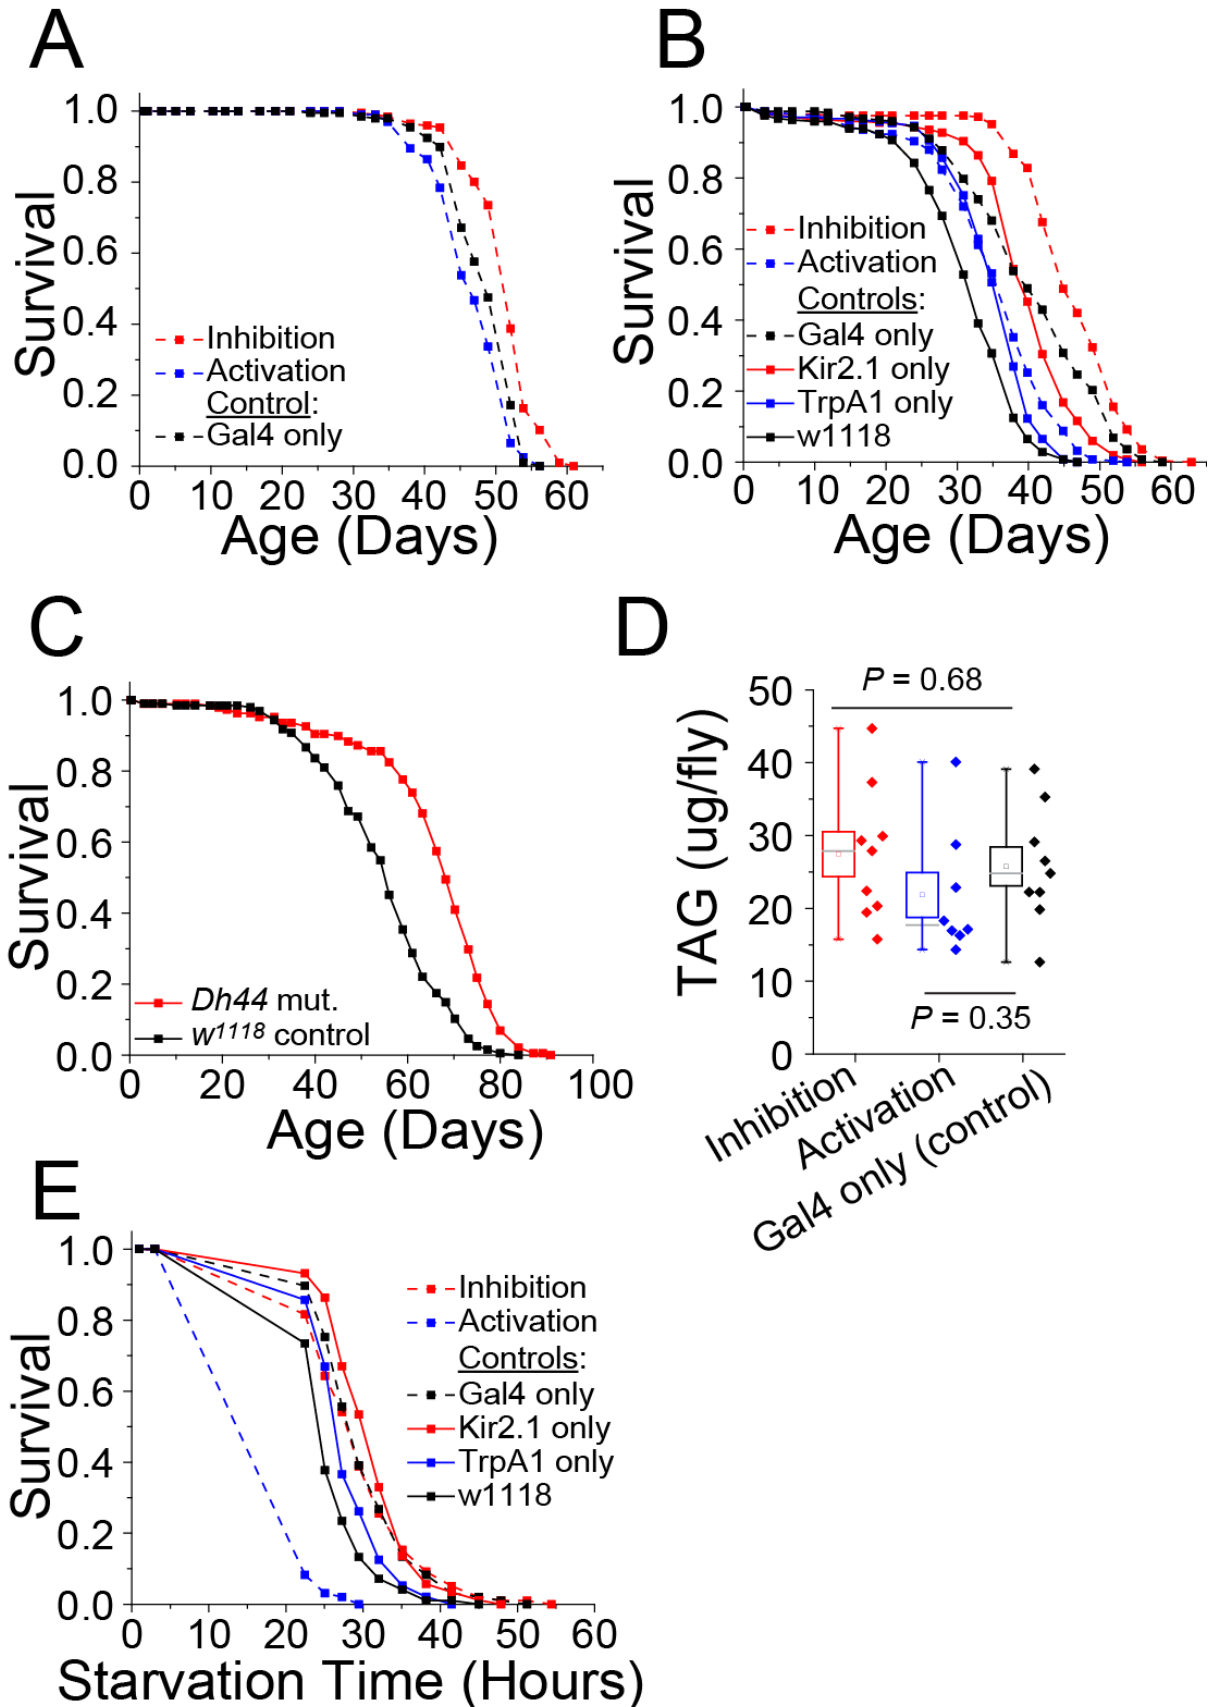 A
1.0
0.8
0.6
0.4
0.2
0.0
Survival
Inhibition
Activation
Control:
Gal4 only
0 10 20 30 40 50 60
Age (Days)
B
1.0
0.8
0.6
0.4
0.2
0.0
Survival
Inhibition
Activation
Controls:
Gal4 only
Kir2.1 only
TrpA1 only
w1118
0 10 20 30 40 50 60
Age (Days)
C
1.0
0.8
0.6
0.4
0.2
0.0
Survival
Dh44 mut.
w1118 control
0 20 40 60 80 100
Age (Days)
D
P = 0.68
50
40
30
20
10
0
TAG (ug/fly)
P = 0.35
Inhibition
Activation
Gal4 only (control)
E
1.0
0.8
0.6
0.4
0.2
0.0
Survival
Inhibition
Activation
Controls:
Gal4 only
Kir2.1 only
TrpA1 only
w1118
0 10 20 30 40 50 60
Starvation Time (Hours)